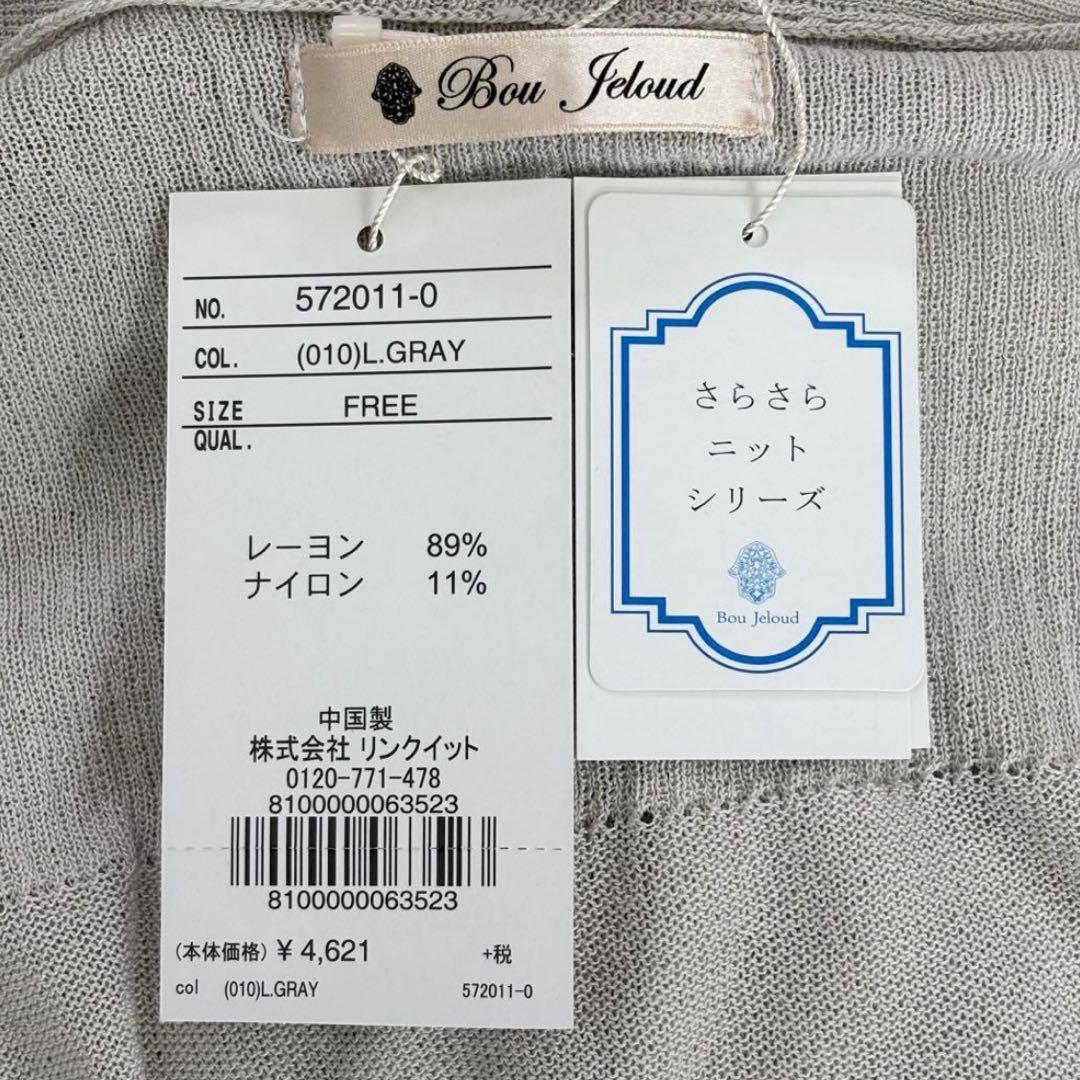 Bou Jeloud
NO. 572011-0
COL. (010)L.GRAY
SIZE FREE
QUAL.
レーヨン 89%
ナイロン 11%
中国製
株式会社 リンクイット
0120-771-478
8100000063523
8100000063523
(本体価格) ¥ 4,621 +税
col (010)L.GRAY 572011-0
さらさら
ニット
シリーズ
Bou Jeloud